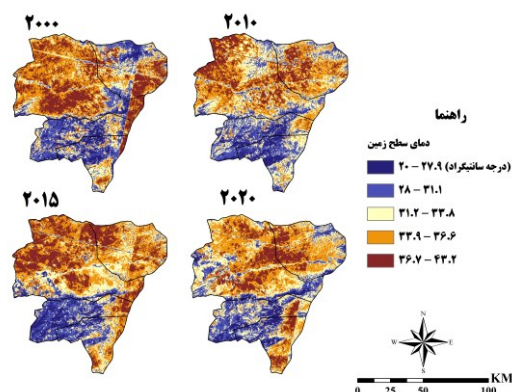 ۲۰۰۰
۲۰۱۰
۲۰۱۵
۲۰۲۰
راهنما
دمای سطح زمین
(درجه سانتیگراد) ۲۰ – ۲۷.۹
۲۸ – ۳۱.۱
۳۱.۲ – ۳۳.۸
۳۳.۹ – ۳۶.۶
۳۶.۷ – ۴۳.۲
N
W E
S
KM
0 25 50 100